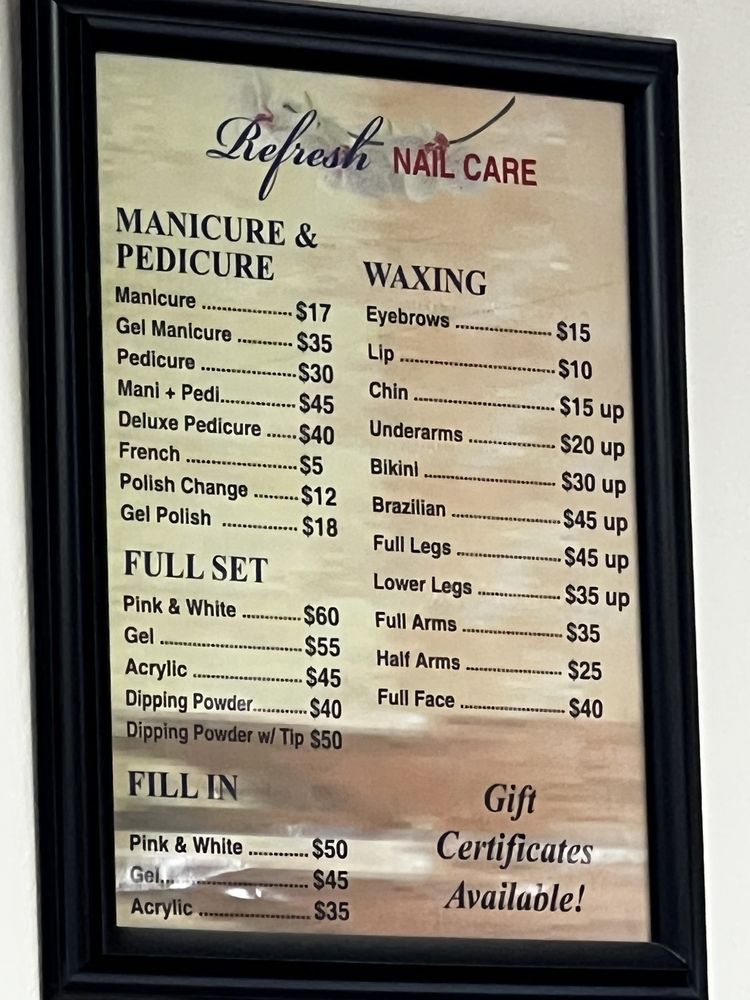 Refresh NAIL CARE
MANICURE &
PEDICURE
Manicure .................. $17
Gel Manicure ........... $35
Pedicure ................... $30
Mani + Pedi............... $45
Deluxe Pedicure ...... $40
French ...................... $5
Polish Change ......... $12
Gel Polish ............... $18
FULL SET
Pink & White ............ $60
Gel ............................ $55
Acrylic ...................... $45
Dipping Powder........... $40
Dipping Powder w/ Tip $50
FILL IN
Pink & White ............ $50
Gel............................. $45
Acrylic ...................... $35
WAXING
Eyebrows .................... $15
Lip ................................ $10
Chin ............................. $15 up
Underarms .................. $20 up
Bikini ........................... $30 up
Brazilian ...................... $45 up
Full Legs ..................... $45 up
Lower Legs ................. $35 up
Full Arms .................... $35
Half Arms .................... $25
Full Face ..................... $40
Gift
Certificates
Available!